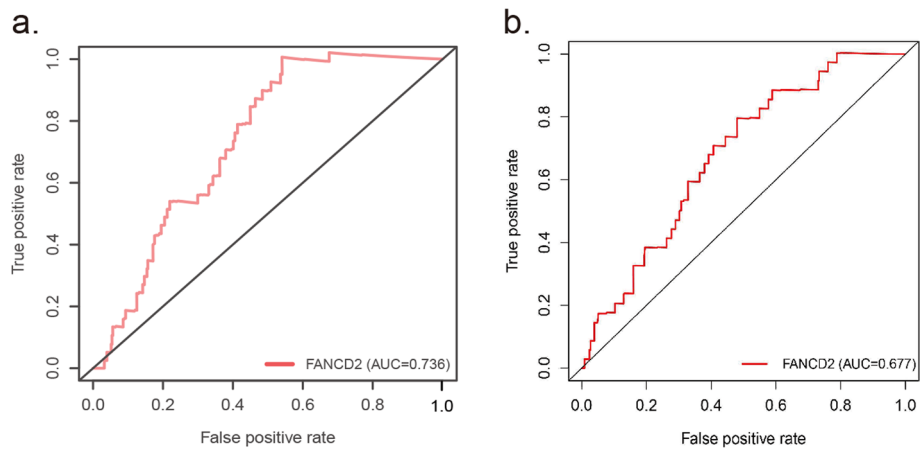 a.
True positive rate
1.0
0.8
0.6
0.4
0.2
0.0
FANCD2 (AUC=0.736)
0.0 0.2 0.4 0.6 0.8 1.0
False positive rate
b.
True positive rate
1.0
0.8
0.6
0.4
0.2
0.0
FANCD2 (AUC=0.677)
0.0 0.2 0.4 0.6 0.8 1.0
False positive rate